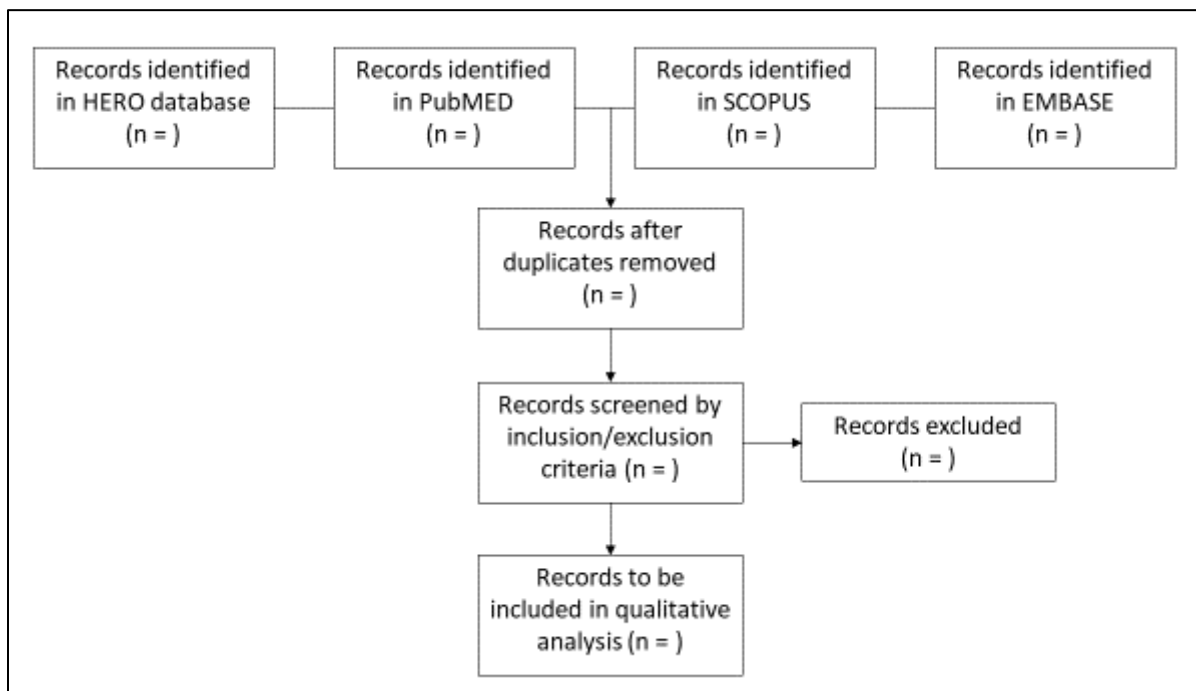 Records identified
in HERO database
(n = )
Records identified
in PubMED
(n = )
Records identified
in SCOPUS
(n = )
Records identified
in EMBASE
(n = )
Records after
duplicates removed
(n = )
Records screened by
inclusion/exclusion
criteria (n = )
Records excluded
(n = )
Records to be
included in qualitative
analysis (n = )